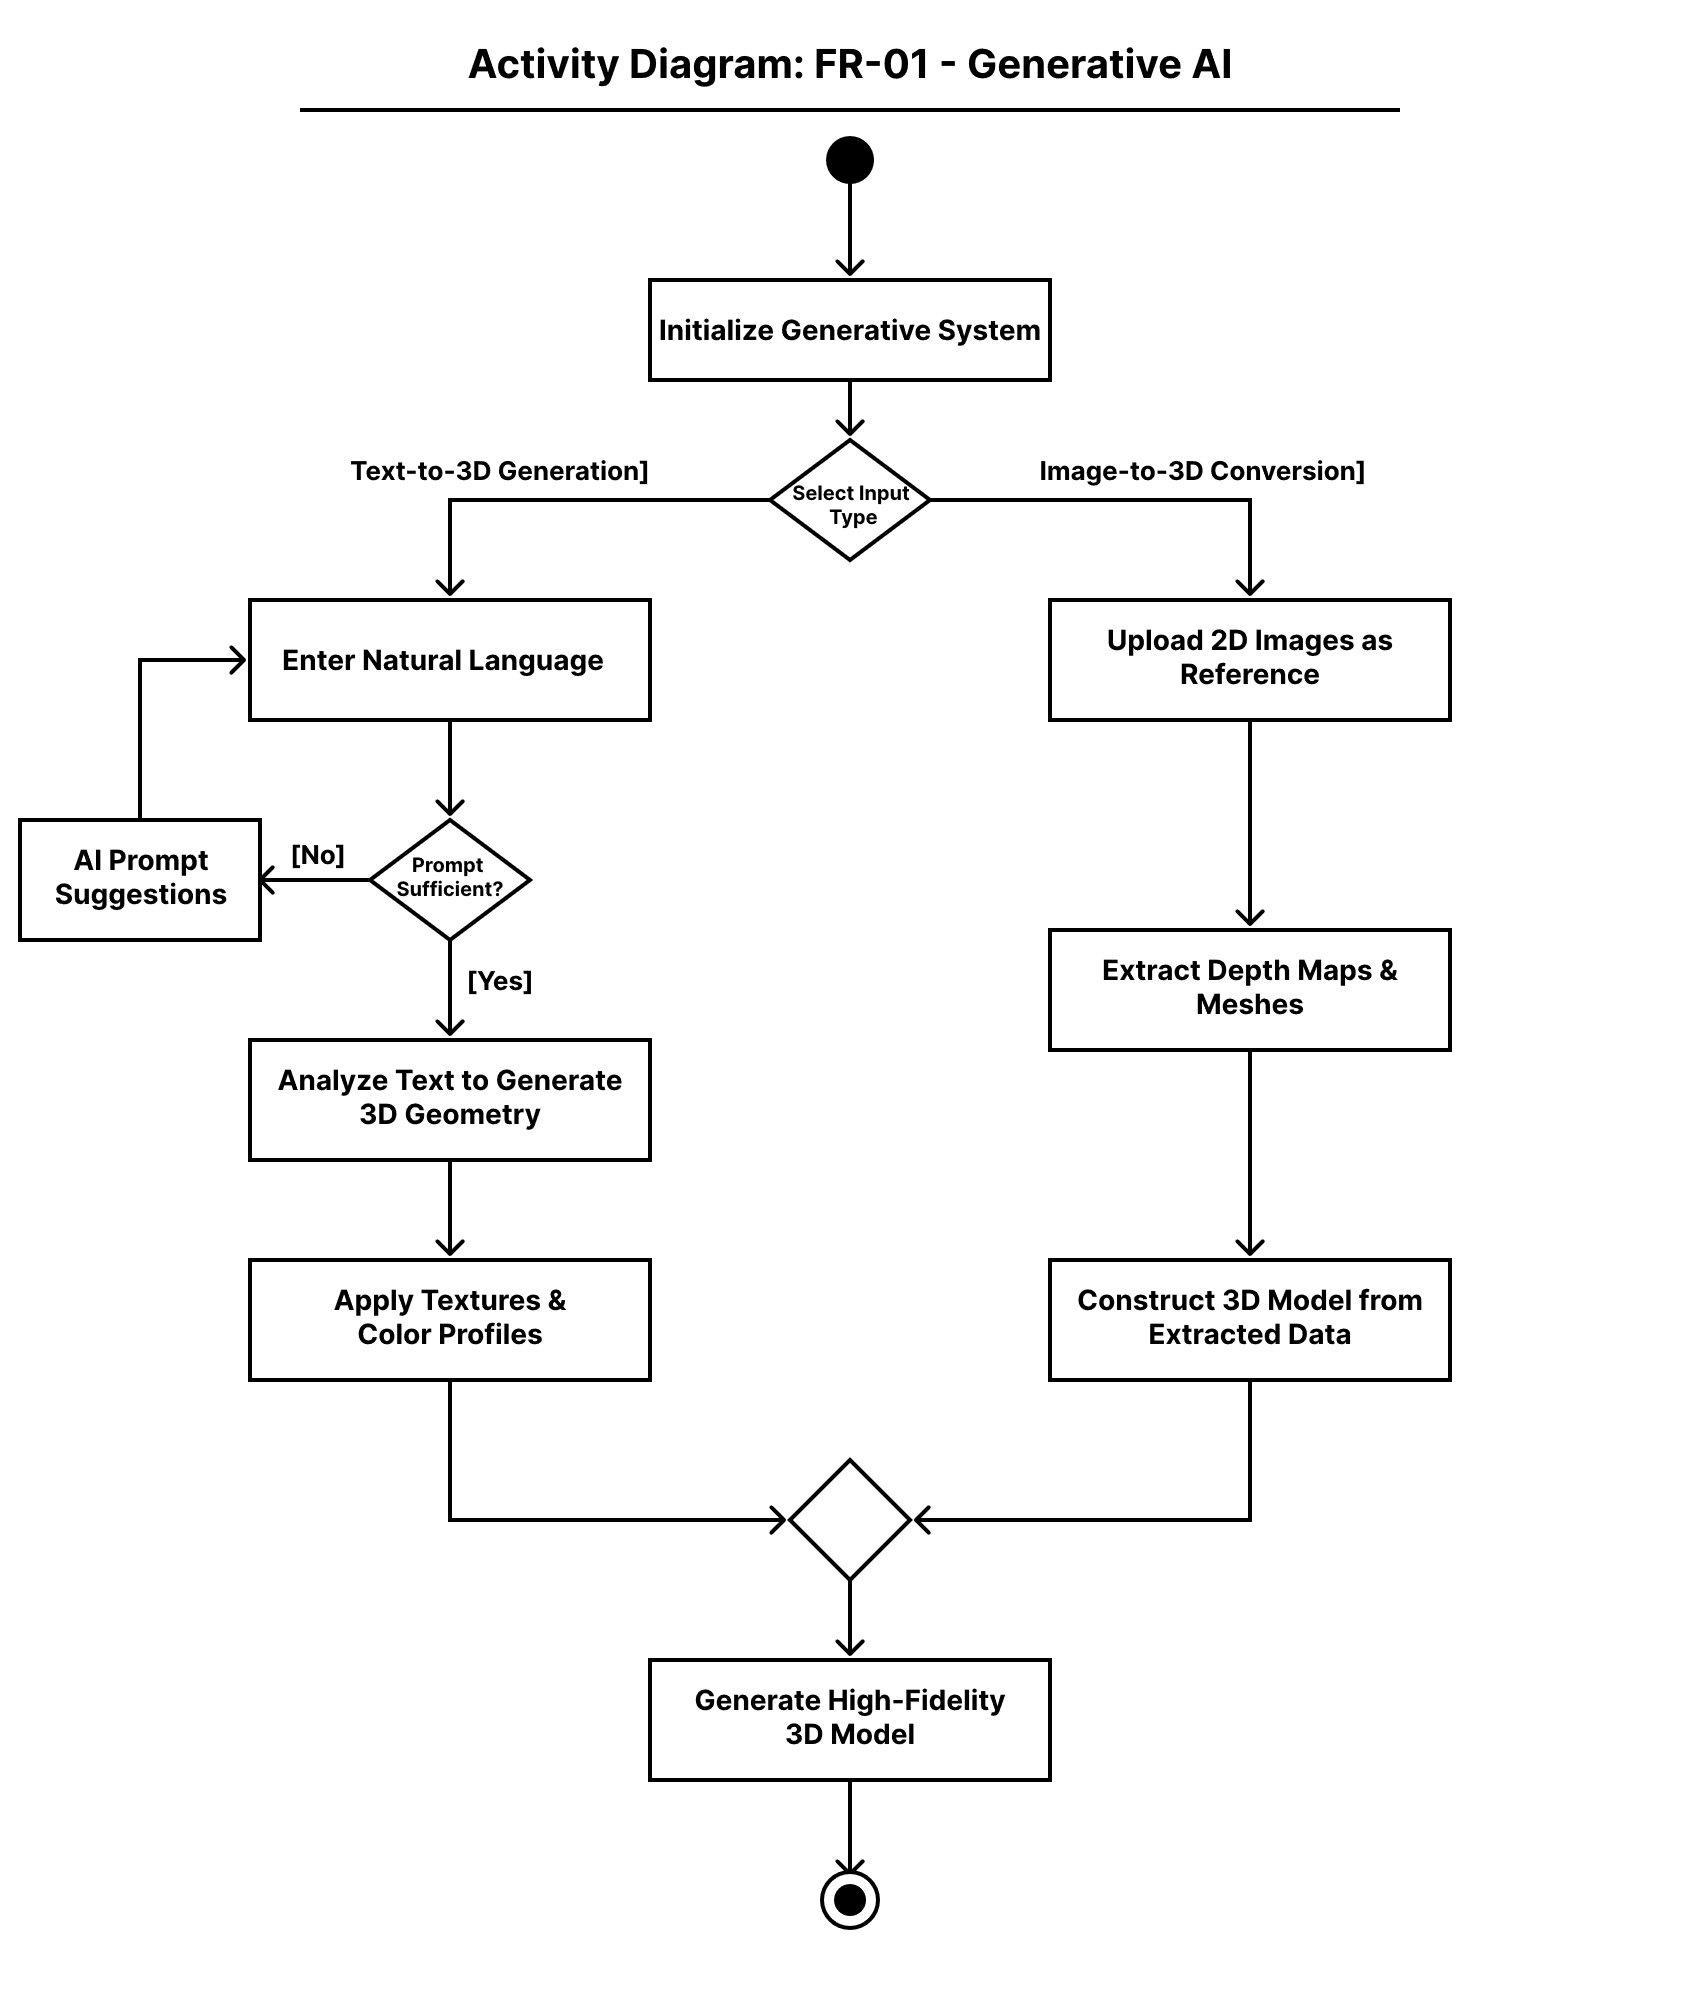 Activity Diagram: FR-01 - Generative AI
Initialize Generative System
Text-to-3D Generation]
Image-to-3D Conversion]
Select Input
Type
Enter Natural Language
Upload 2D Images as
Reference
AI Prompt
Suggestions
[No]
Prompt
Sufficient?
[Yes]
Extract Depth Maps &
Meshes
Analyze Text to Generate
3D Geometry
Apply Textures &
Color Profiles
Construct 3D Model from
Extracted Data
Generate High-Fidelity
3D Model